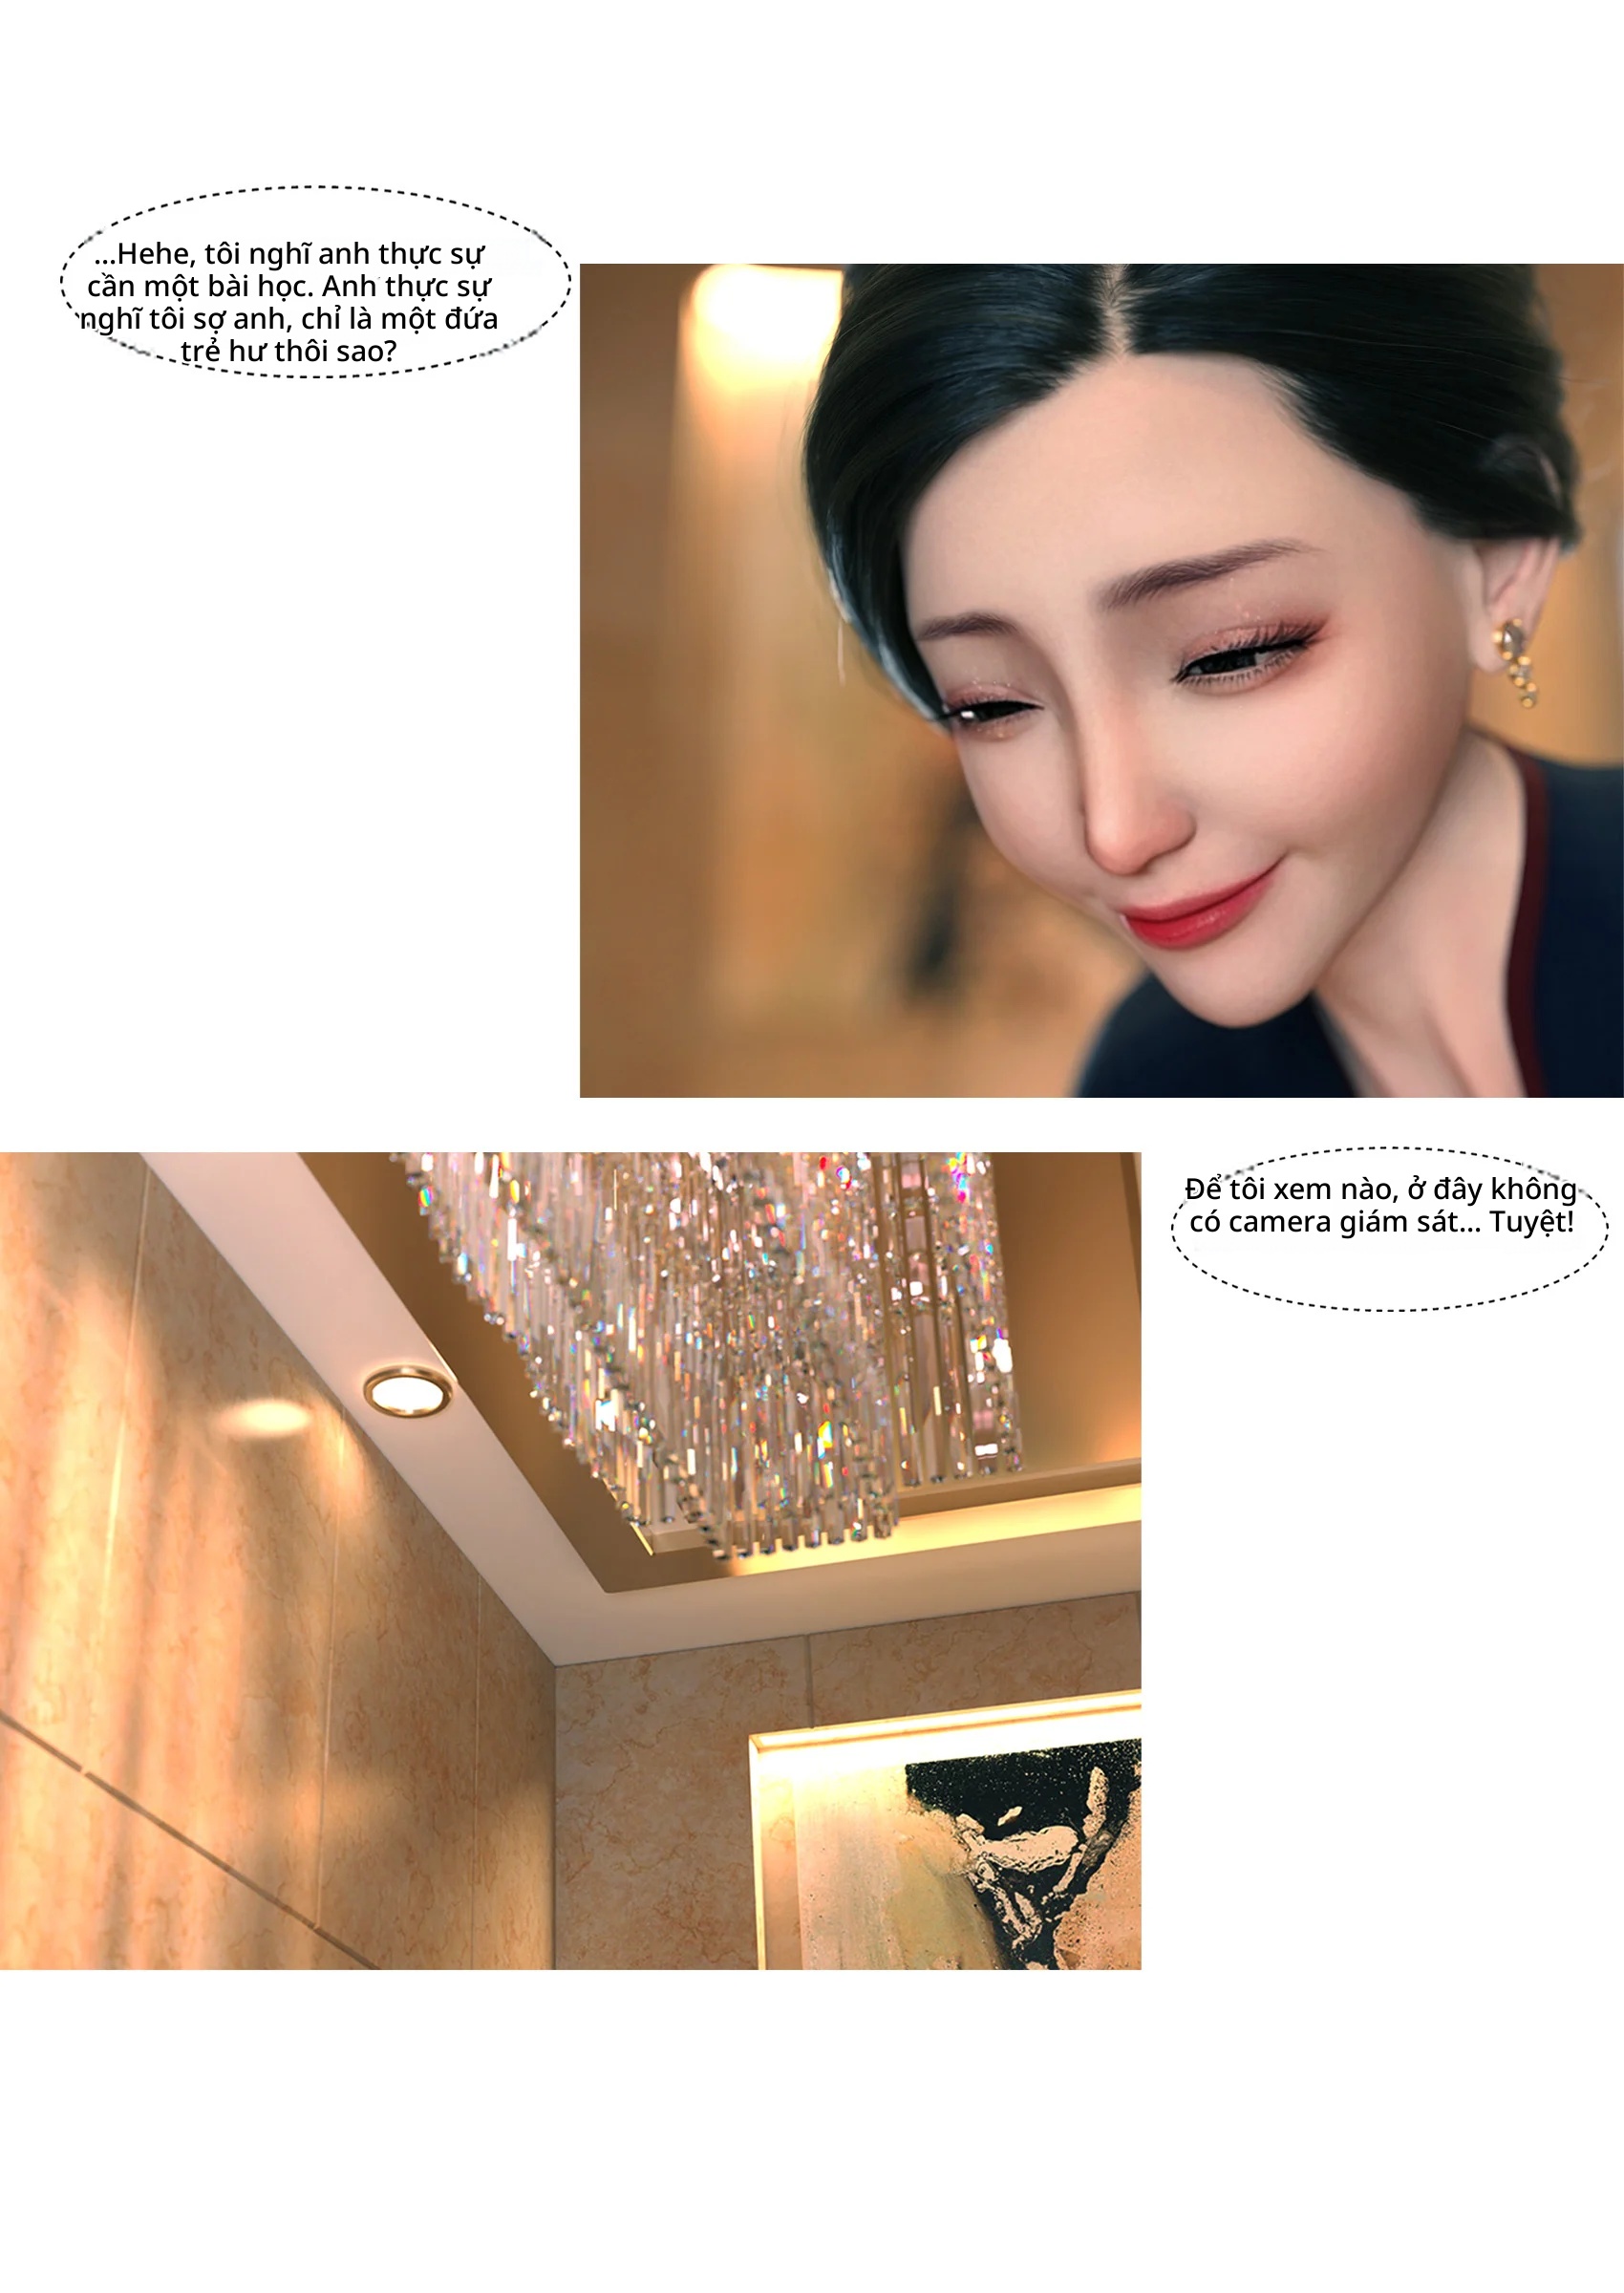 ...Hehe, tôi nghĩ anh thực sự
cần một bài học. Anh thực sự
nghĩ tôi sợ anh, chỉ là một đứa
trẻ hư thôi sao?
Để tôi xem nào, ở đây không
có camera giám sát... Tuyệt!